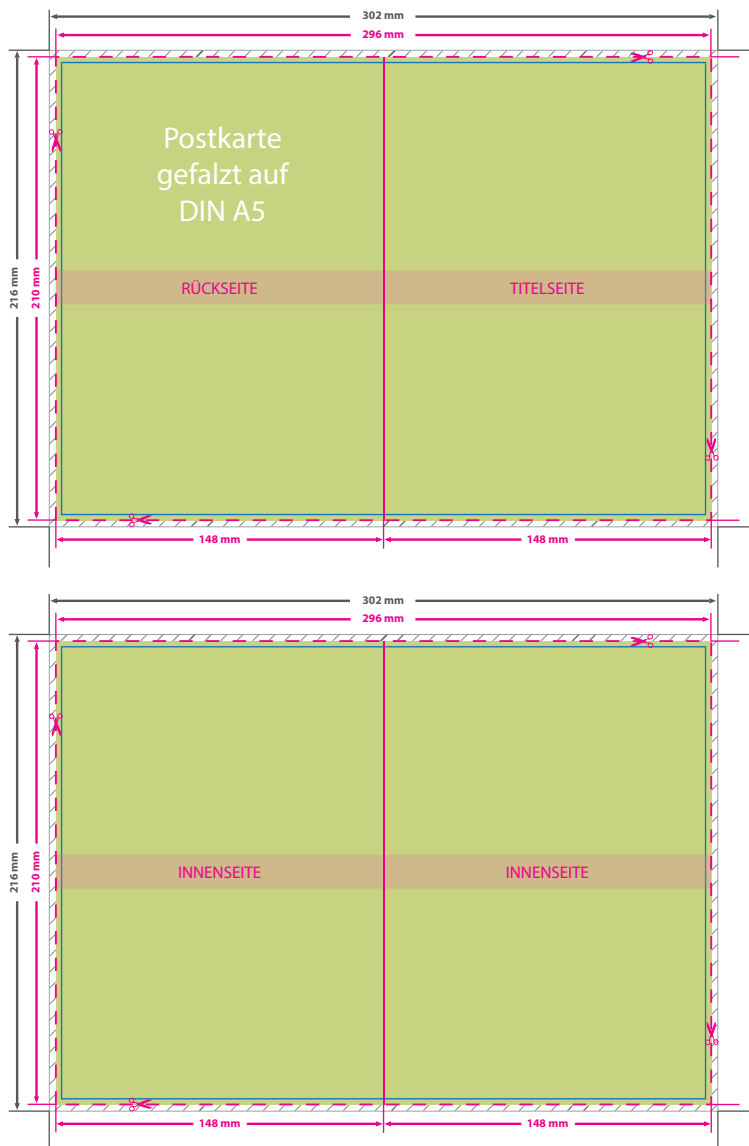 302 mm
296 mm
Postkarte
gefalzt auf
DIN A5
216 mm
210 mm
RÜCKSEITE
TITELSEITE
148 mm
148 mm
302 mm
296 mm
216 mm
210 mm
INNENSEITE
INNENSEITE
148 mm
148 mm